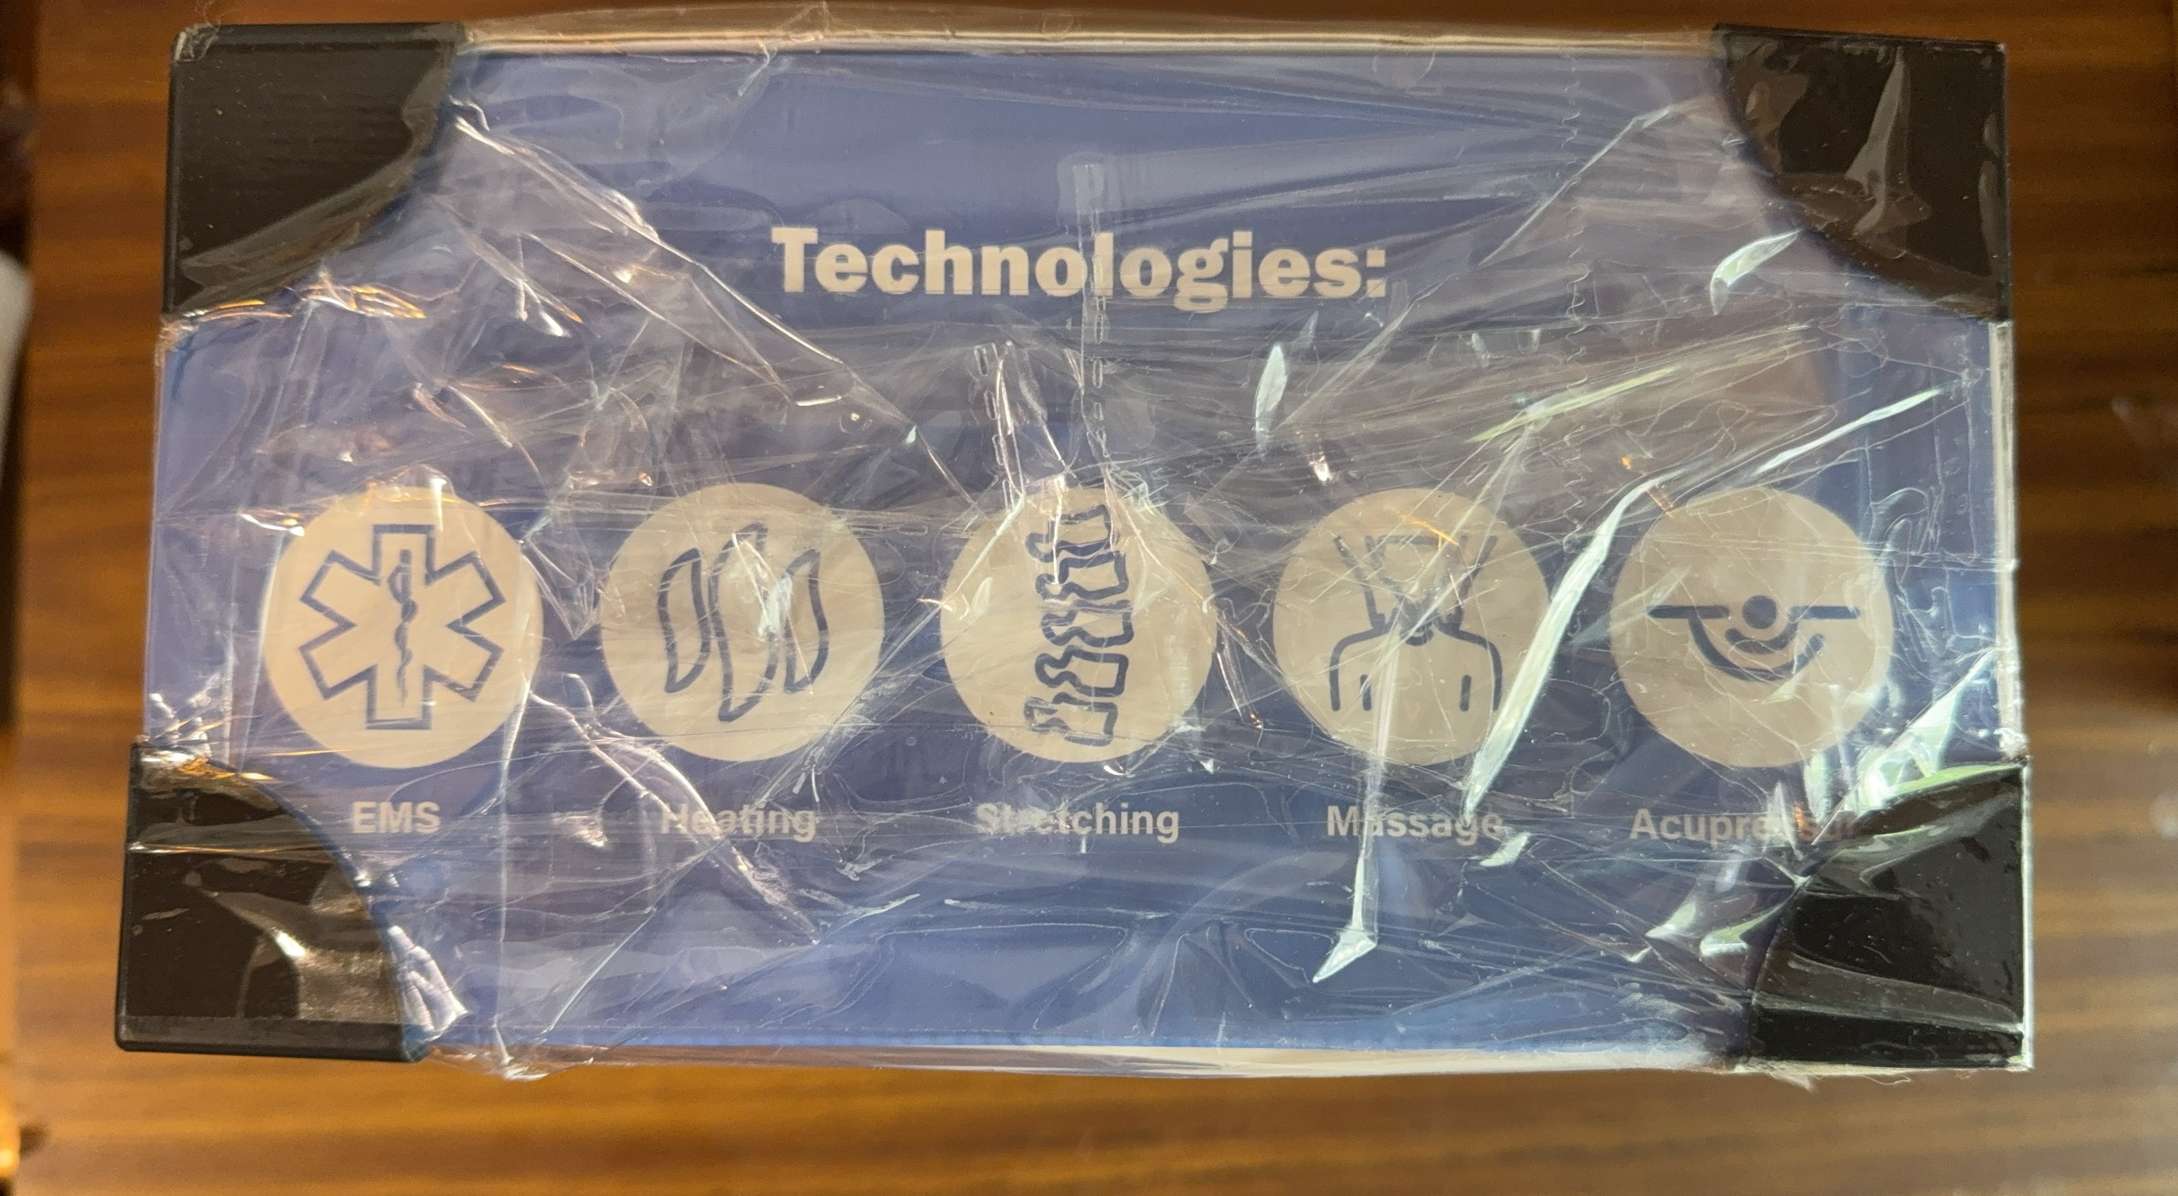 Technologies:
EMS
Heating
Stretching
Massage